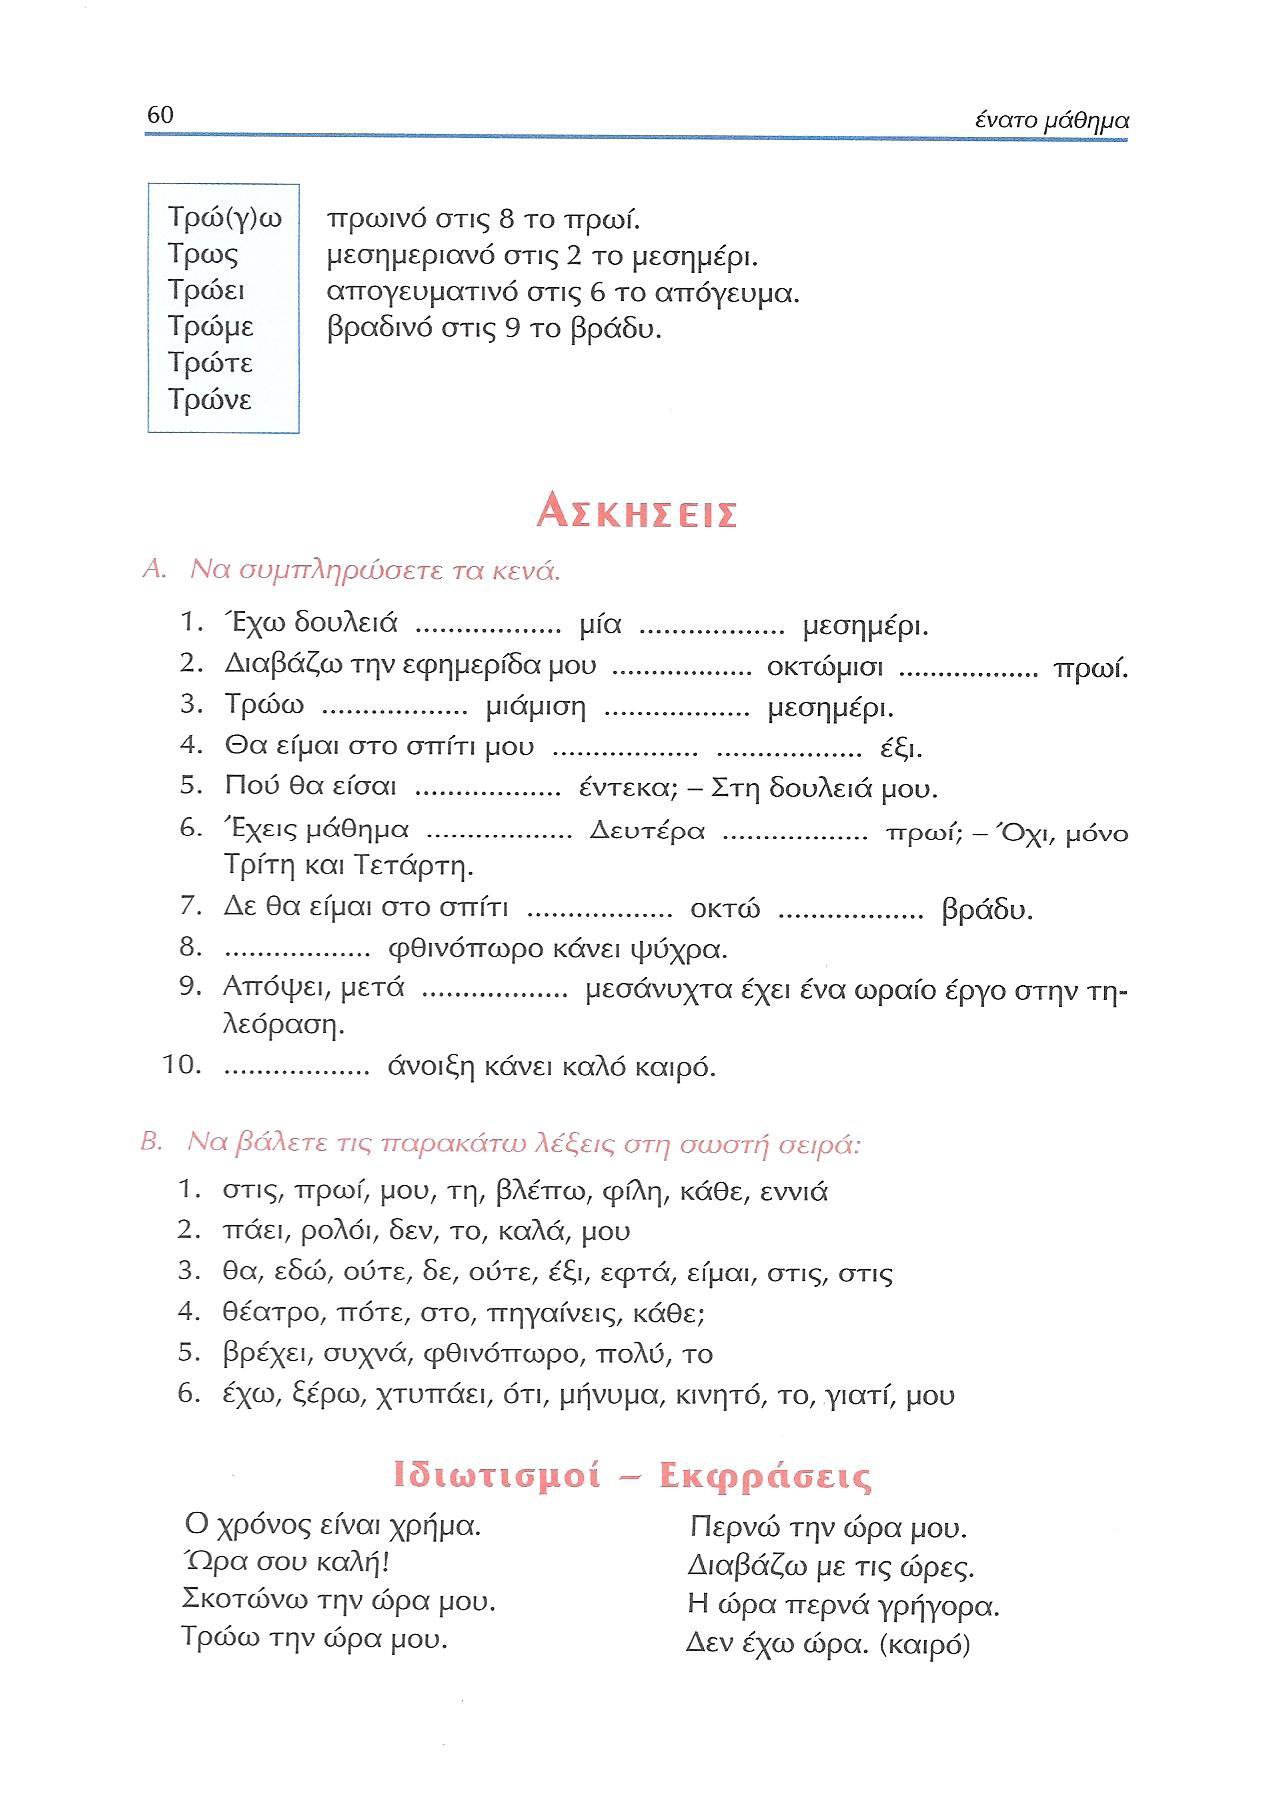 60
ένατο μάθημα
Τρώ(γ)ω πρωινό στις 8 το πρωί.
Τρως μεσημεριανό στις 2 το μεσημέρι.
Τρώει απογευματινό στις 6 το απόγευμα.
Τρώμε βραδινό στις 9 το βράδυ.
Τρώτε
Τρώνε
ΑΣΚΗΣΕΙΣ
Α. Να συμπληρώσετε τα κενά.
1. Έχω δουλειά .................. μία .................. μεσημέρι.
2. Διαβάζω την εφημερίδα μου ................. οκτώμισι ................. πρωί.
3. Τρώω .................. μιάμιση .................. μεσημέρι.
4. Θα είμαι στο σπίτι μου .................. .................. έξι.
5. Πού θα είσαι .................. έντεκα; – Στη δουλειά μου.
6. Έχεις μάθημα .................. Δευτέρα .................. πρωί; – Όχι, μόνο
Τρίτη και Τετάρτη.
7. Δε θα είμαι στο σπίτι .................. οκτώ .................. βράδυ.
8. .................. φθινόπωρο κάνει ψύχρα.
9. Απόψει, μετά .................. μεσάνυχτα έχει ένα ωραίο έργο στην τη-
λεόραση.
10. .................. άνοιξη κάνει καλό καιρό.
Β. Να βάλετε τις παρακάτω λέξεις στη σωστή σειρά:
1. στις, πρωί, μου, τη, βλέπω, φίλη, κάθε, εννιά
2. πάει, ρολόι, δεν, το, καλά, μου
3. θα, εδώ, ούτε, δε, ούτε, έξι, εφτά, είμαι, στις, στις
4. θέατρο, πότε, στο, πηγαίνεις, κάθε;
5. βρέχει, συχνά, φθινόπωρο, πολύ, το
6. έχω, ξέρω, χτυπάει, ότι, μήνυμα, κινητό, το, γιατί, μου
Ιδιωτισμοί – Εκφράσεις
Ο χρόνος είναι χρήμα.
Ώρα σου καλή!
Σκοτώνω την ώρα μου.
Τρώω την ώρα μου.
Περνώ την ώρα μου.
Διαβάζω με τις ώρες.
Η ώρα περνά γρήγορα.
Δεν έχω ώρα. (καιρό)